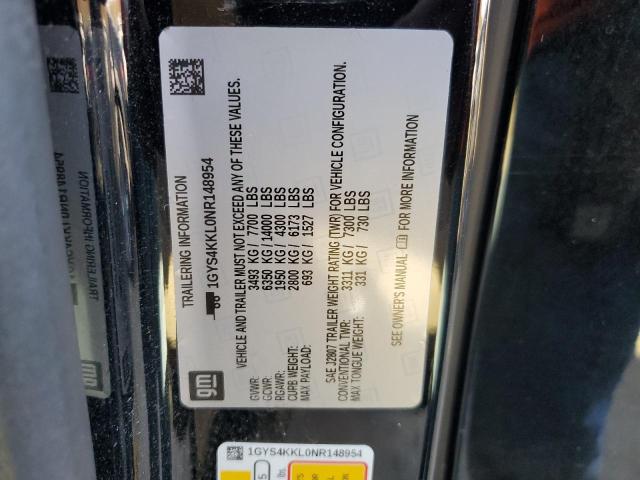 gm
TRAILERING INFORMATION
1GYS4KKL0NR148954
VEHICLE AND TRAILER MUST NOT EXCEED ANY OF THESE VALUES.
GVWR: 3493 KG/ 7700 LBS
GCWR: 6350 KG/14000 LBS
RGAWR: 1950 KG/ 4300 LBS
CURB WEIGHT: 2800 KG/ 6173 LBS
MAX PAYLOAD: 693 KG/ 1527 LBS
SAE J2807 TRAILER WEIGHT RATING (TWR) FOR VEHICLE CONFIGURATION.
CONVENTIONAL TWR: 3311 KG/ 7300 LBS
MAX TONGUE WEIGHT: 331 KG/ 730 LBS
SEE OWNER'S MANUAL FOR MORE INFORMATION
1GYS4KKL0NR148954